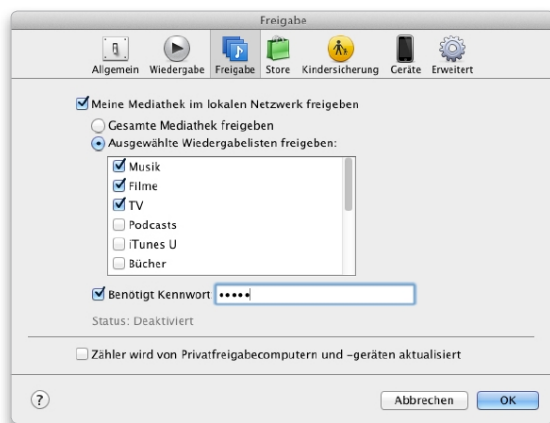 Freigabe
Allgemein Wiedergabe Freigabe Store Kindersicherung Geräte Erweitert
Meine Mediathek im lokalen Netzwerk freigeben
Gesamte Mediathek freigeben
Ausgewählte Wiedergabelisten freigeben:
Musik
Filme
TV
Podcasts
iTunes U
Bücher
Benötigt Kennwort •••••
Status: Deaktiviert
Zähler wird von Privatfreigabecomputern und -geräten aktualisiert
? Abbrechen OK